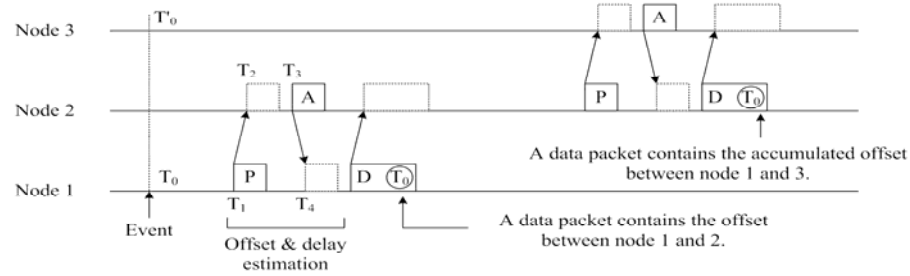 Node 3
T'₀
A
T₂
T₃
Node 2
A
P
D
T₀
A data packet contains the accumulated offset
between node 1 and 3.
Node 1
T₀
P
D
T₀
T₁
T₄
Event
Offset & delay
estimation
A data packet contains the offset
between node 1 and 2.